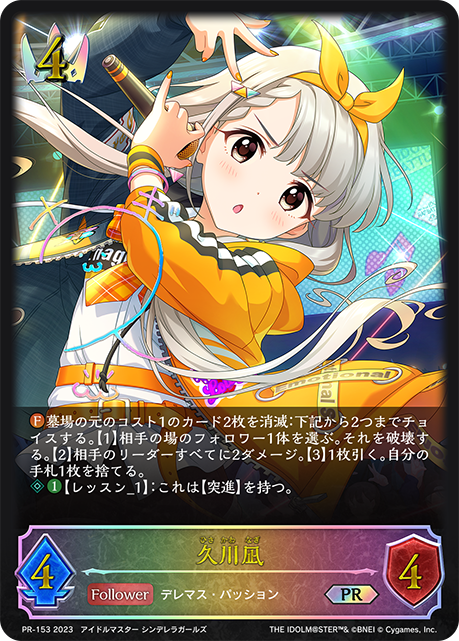 4
Emotional
Ⓕ墓場の元のコスト1のカード2枚を消滅:下記から2つまでチョ
イスする。【1】相手の場のフォロワー1体を選ぶ。それを破壊す
る。【2】相手のリーダーすべてに2ダメージ。【3】1枚引く。自分の
手札1枚を捨てる。
①【レッスン_1】:これは【突進】を持つ。
ひさ かわ なぎ
久川凪
4
4
Follower デレマス・パッション PR
PR-153 2023 アイドルマスター シンデレラガールズ THE IDOLM@STER™& ©BNEI © Cygames, Inc.